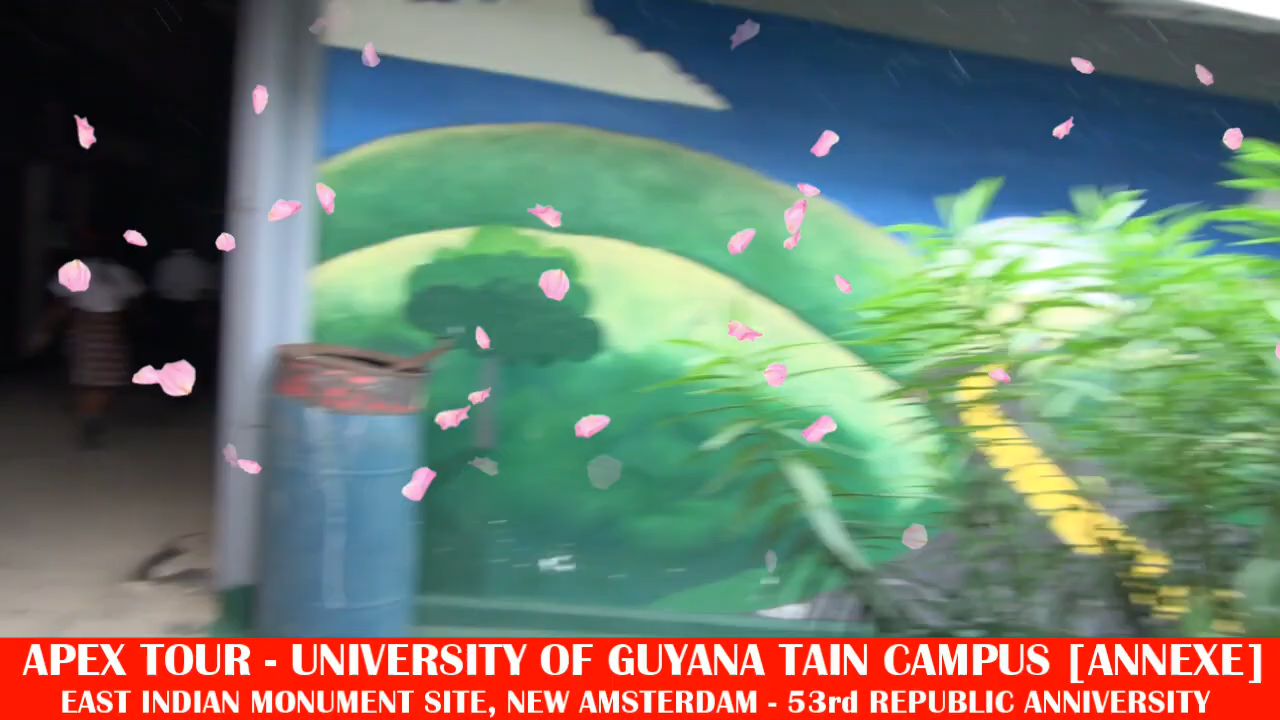 APEX TOUR - UNIVERSITY OF GUYANA TAIN CAMPUS [ANNEXE]
EAST INDIAN MONUMENT SITE, NEW AMSTERDAM - 53rd REPUBLIC ANNIVERSITY